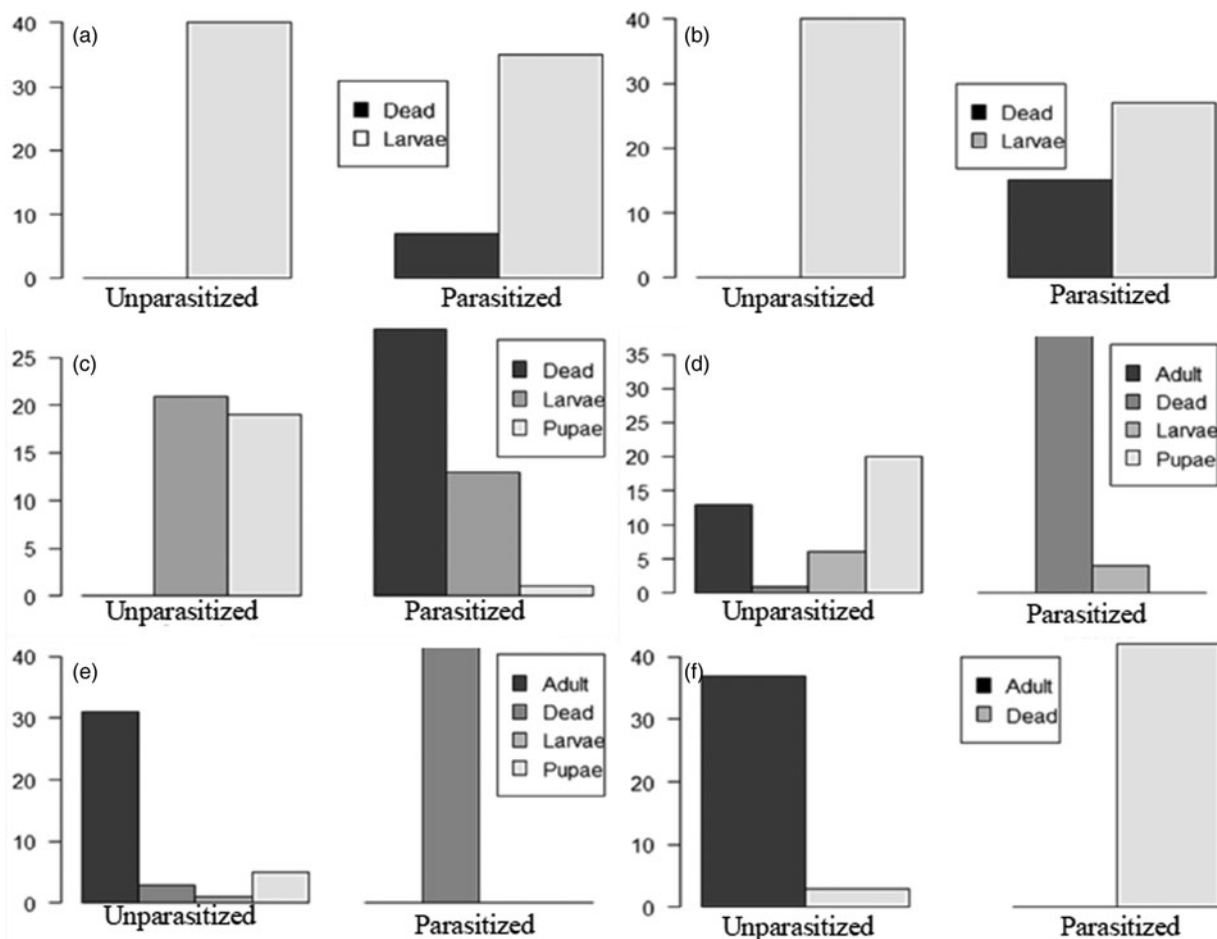 (a)
40
30
20
10
0
Dead
Larvae
Unparasitized
Parasitized
(b)
40
30
20
10
0
Dead
Larvae
Unparasitized
Parasitized
(c)
25
20
15
10
5
0
Dead
Larvae
Pupae
Unparasitized
Parasitized
(d)
35
30
25
20
15
10
5
0
Adult
Dead
Larvae
Pupae
Unparasitized
Parasitized
(e)
40
30
20
10
0
Adult
Dead
Larvae
Pupae
Unparasitized
Parasitized
(f)
40
30
20
10
0
Adult
Dead
Unparasitized
Parasitized